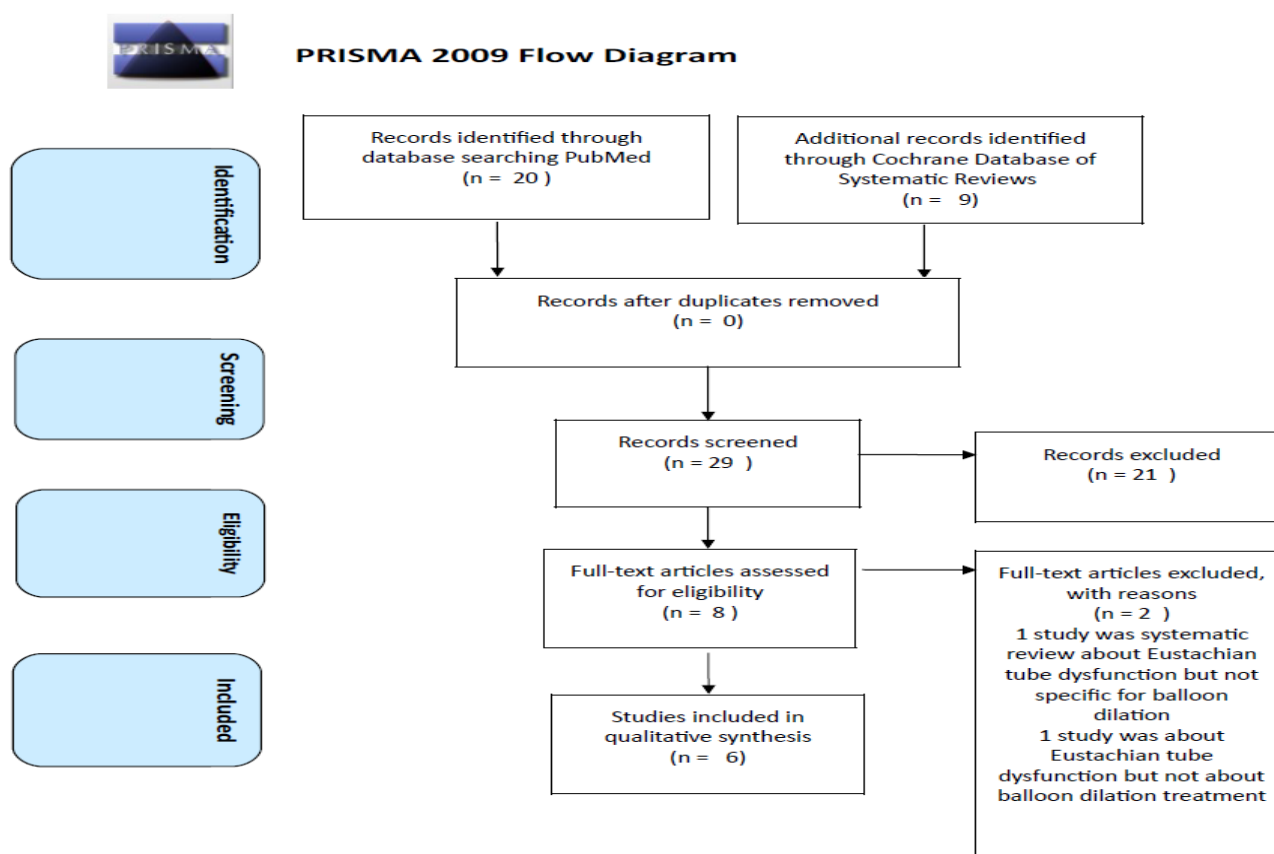 PRISMA
PRISMA 2009 Flow Diagram
Identification
Records identified through
database searching PubMed
(n =  20 )
Additional records identified
through Cochrane Database of
Systematic Reviews
(n =   9)
Records after duplicates removed
(n =  0)
Screening
Records screened
(n = 29  )
Records excluded
(n = 21  )
Eligibility
Full-text articles assessed
for eligibility
(n =  8 )
Full-text articles excluded,
with reasons
(n = 2  )
1 study was systematic
review about Eustachian
tube dysfunction but not
specific for balloon
dilation
1 study was about
Eustachian tube
dysfunction but not about
balloon dilation treatment
Included
Studies included in
qualitative synthesis
(n =   6)